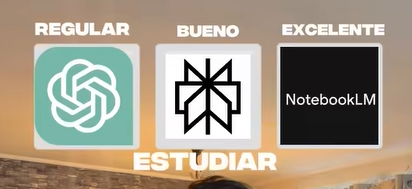 REGULAR
BUENO
EXCELENTE
NotebookLM
ESTUDIAR